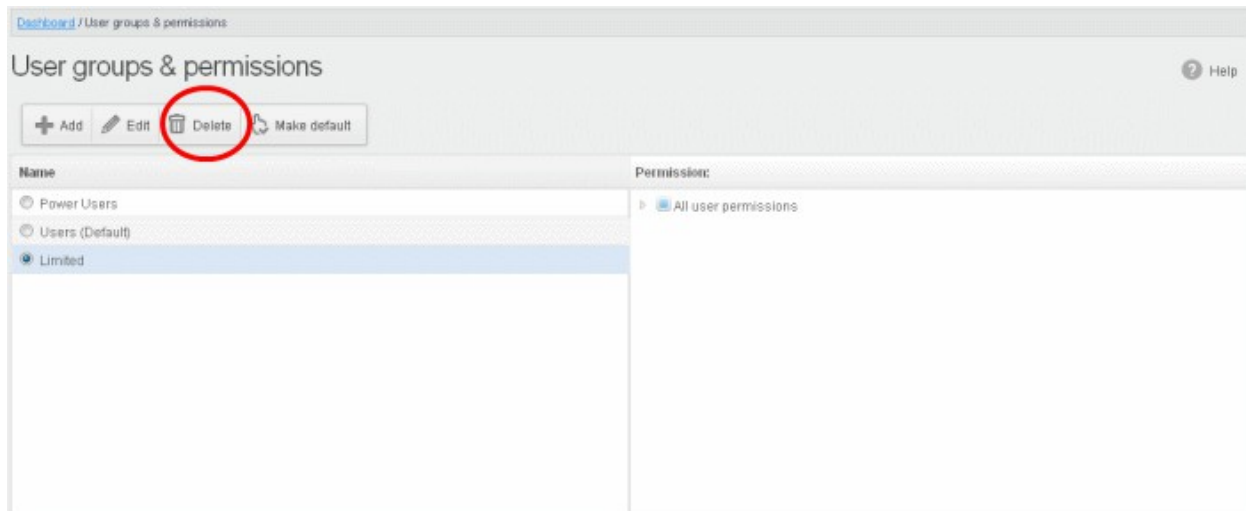 Dashboard / User groups & permissions
User groups & permissions
Help
Add Edit Delete Make default
Name Permission:
Power Users All user permissions
Users (Default)
Limited